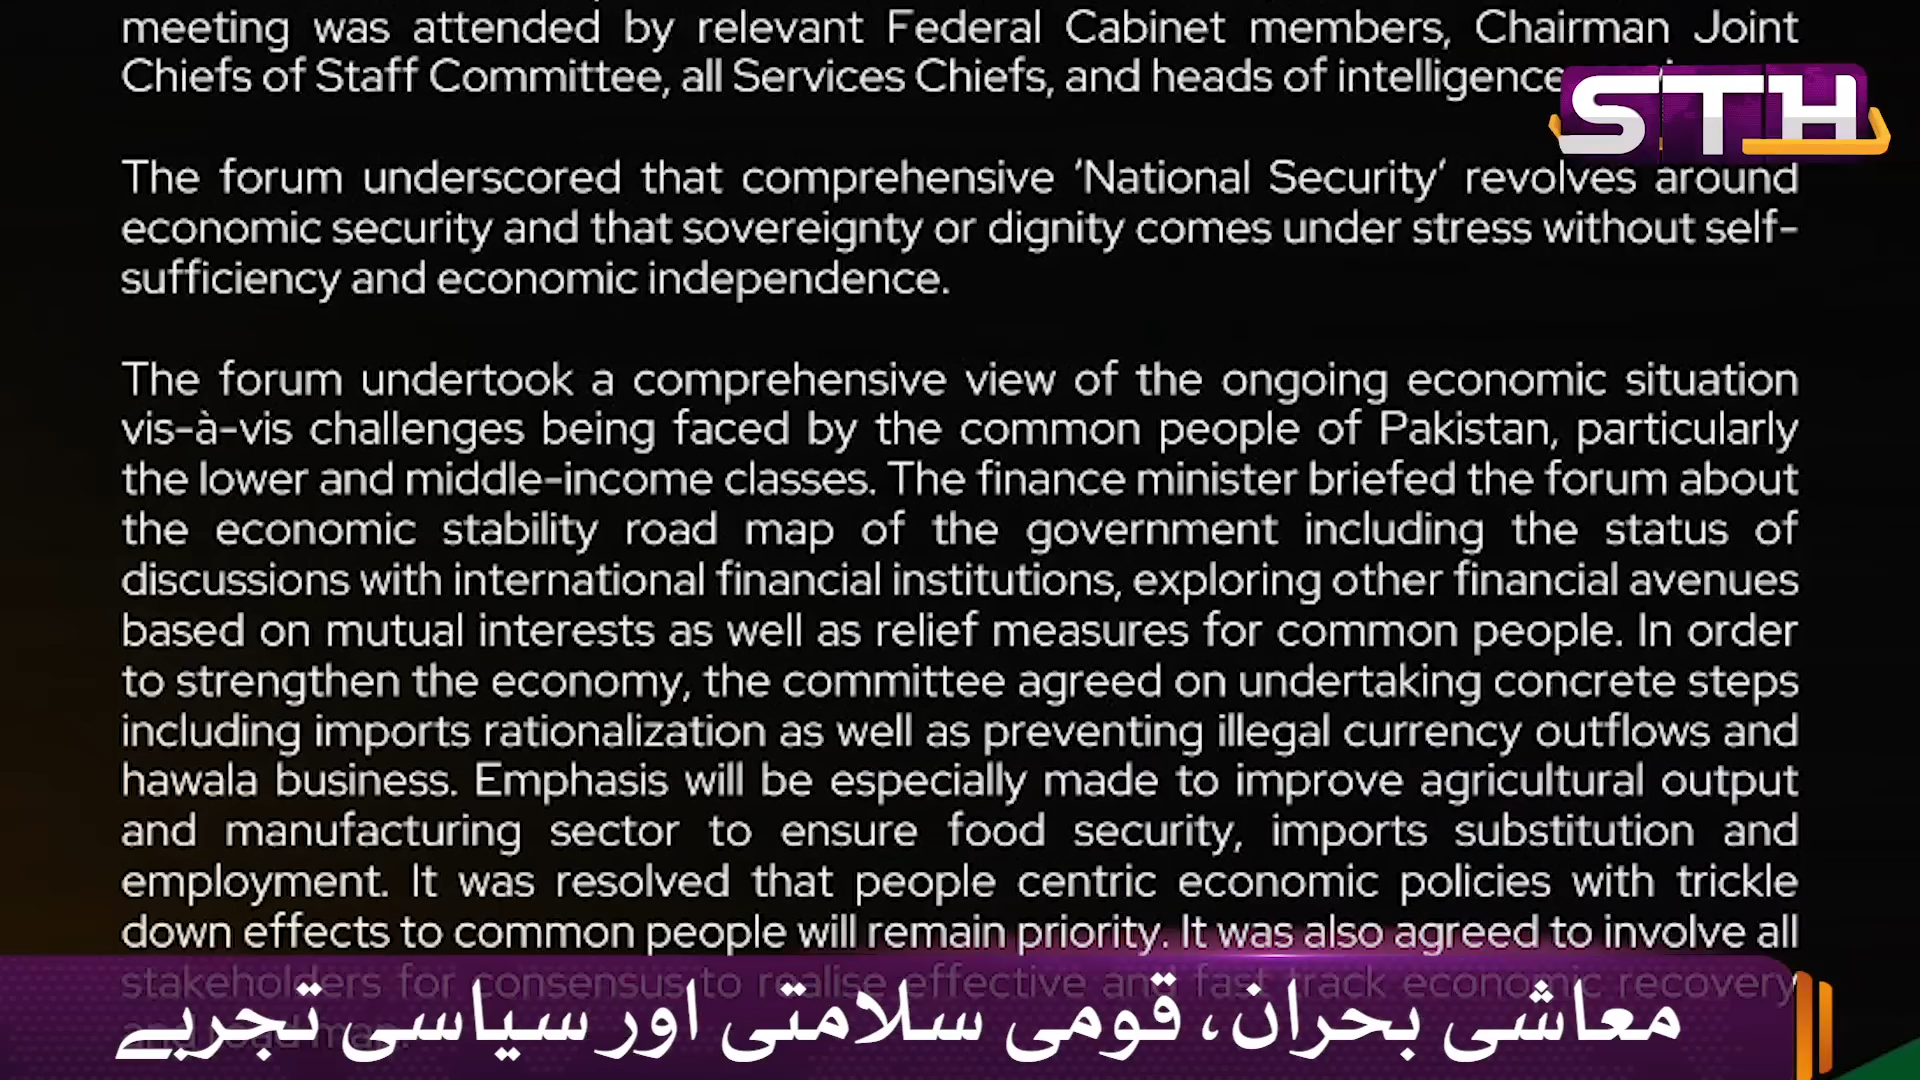 meeting was attended by relevant Federal Cabinet members, Chairman Joint
Chiefs of Staff Committee, all Services Chiefs, and heads of intelligence
STH
The forum underscored that comprehensive ‘National Security’ revolves around
economic security and that sovereignty or dignity comes under stress without self-
sufficiency and economic independence.
The forum undertook a comprehensive view of the ongoing economic situation
vis-à-vis challenges being faced by the common people of Pakistan, particularly
the lower and middle-income classes. The finance minister briefed the forum about
the economic stability road map of the government including the status of
discussions with international financial institutions, exploring other financial avenues
based on mutual interests as well as relief measures for common people. In order
to strengthen the economy, the committee agreed on undertaking concrete steps
including imports rationalization as well as preventing illegal currency outflows and
hawala business. Emphasis will be especially made to improve agricultural output
and manufacturing sector to ensure food security, imports substitution and
employment. It was resolved that people centric economic policies with trickle
down effects to common people will remain priority. It was also agreed to involve all
stakeholders for consensus to realise effective and fast track economic recovery
معاشی بحران، قومی سلامتی اور سیاسی تجربے